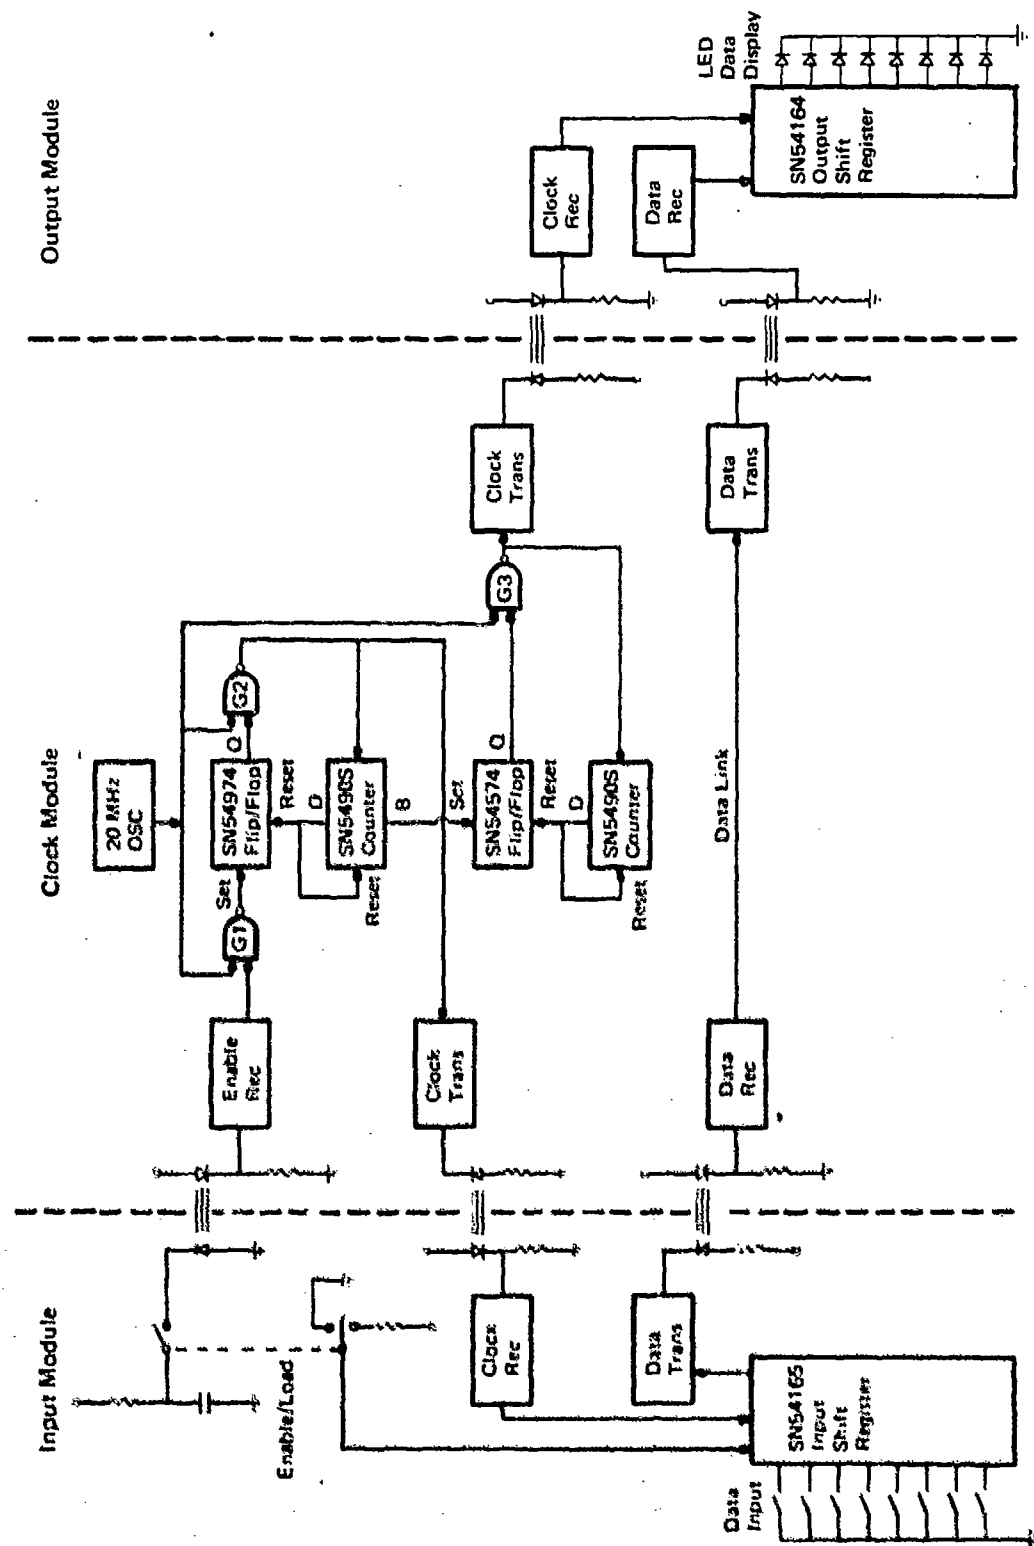 Input Module
Clock Module
Output Module
Enable/Load
Data
Input
SN54165
Input
Shift
Register
Clock
Rec
Data
Trans
Enable
Rec
Clock
Trans
Data
Rec
G1
Set
20 MHz
OSC
SN54974
Flip/Flop
Q
G2
Reset
D
SN5490S
Counter
Reset
B
Set
SN54574
Flip/Flop
Q
G3
Reset
D
SN5490S
Counter
Reset
Data Link
Clock
Trans
Data
Trans
Clock
Rec
Data
Rec
SN54164
Output
Shift
Register
LED
Data
Display